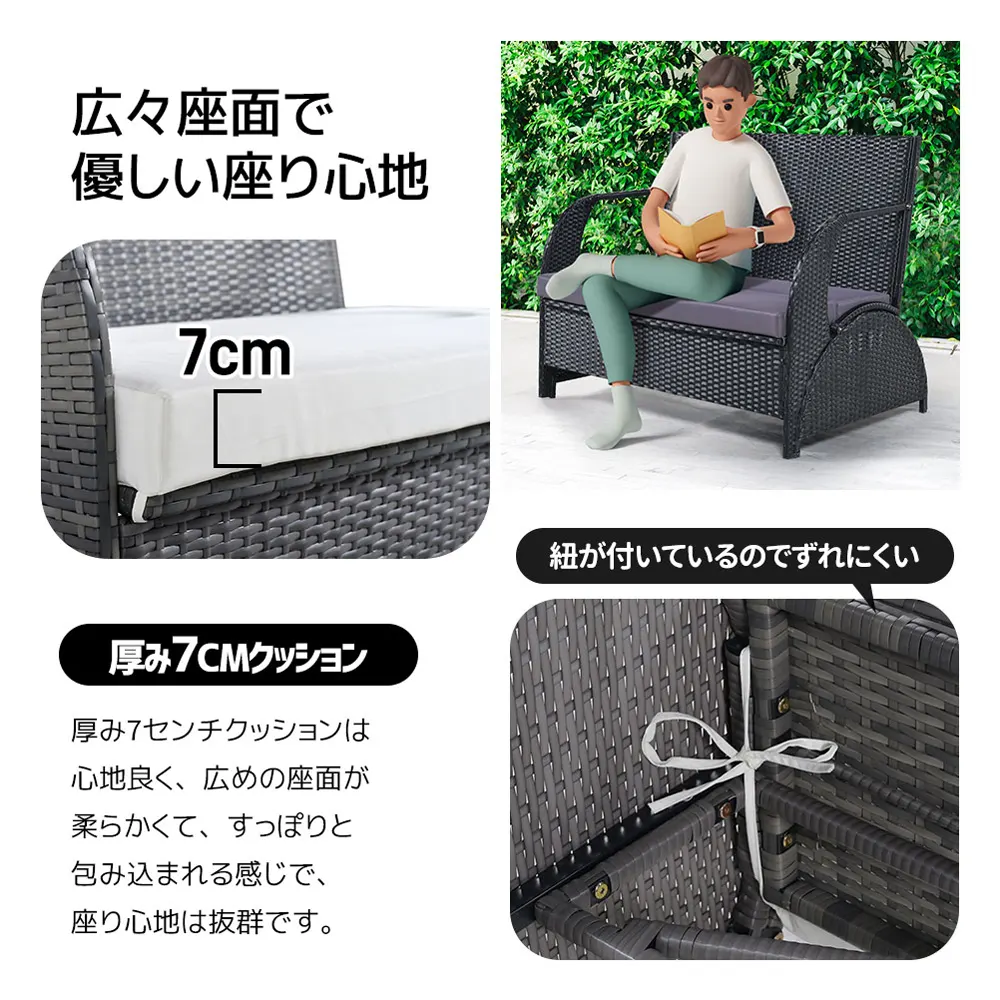 広々座面で
優しい座り心地
7cm
紐が付いているのでずれにくい
厚み7CMクッション
厚み7センチクッションは
心地良く、広めの座面が
柔らかくて、すっぽりと
包み込まれる感じで、
座り心地は抜群です。